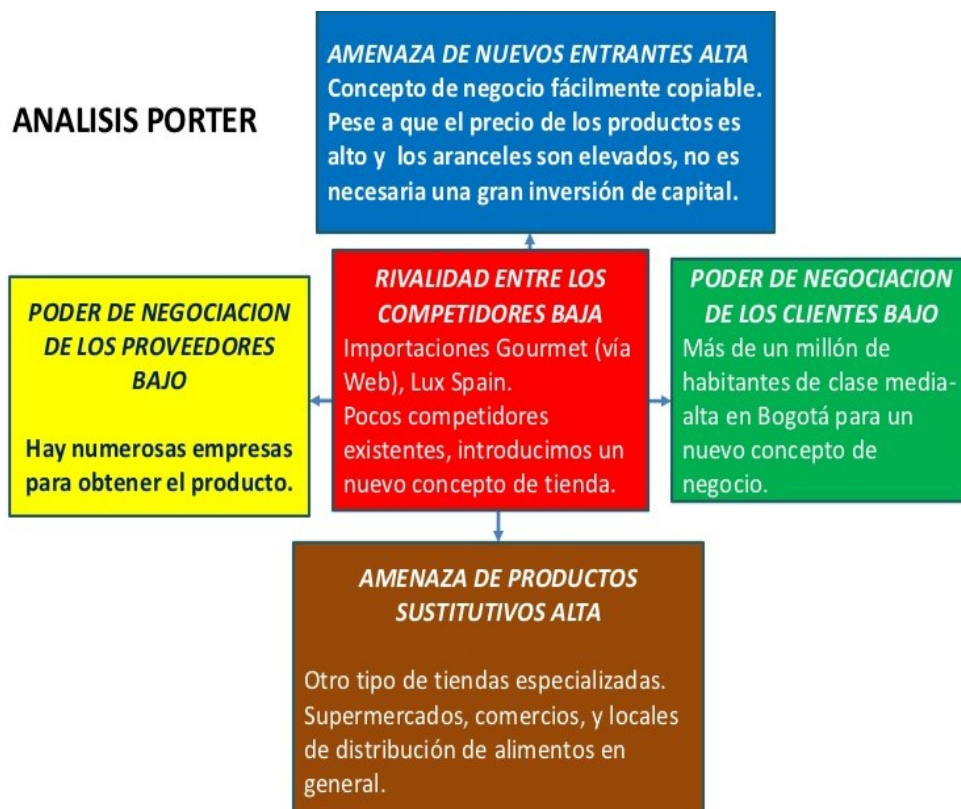 ANALISIS PORTER
AMENAZA DE NUEVOS ENTRANTES ALTA
Concepto de negocio fácilmente copiable.
Pese a que el precio de los productos es
alto y los aranceles son elevados, no es
necesaria una gran inversión de capital.
PODER DE NEGOCIACION
DE LOS PROVEEDORES
BAJO
Hay numerosas empresas
para obtener el producto.
RIVALIDAD ENTRE LOS
COMPETIDORES BAJA
Importaciones Gourmet (vía
Web), Lux Spain.
Pocos competidores
existentes, introducimos un
nuevo concepto de tienda.
PODER DE NEGOCIACION
DE LOS CLIENTES BAJO
Más de un millón de
habitantes de clase media-
alta en Bogotá para un
nuevo concepto de
negocio.
AMENAZA DE PRODUCTOS
SUSTITUTIVOS ALTA
Otro tipo de tiendas especializadas.
Supermercados, comercios, y locales
de distribución de alimentos en
general.